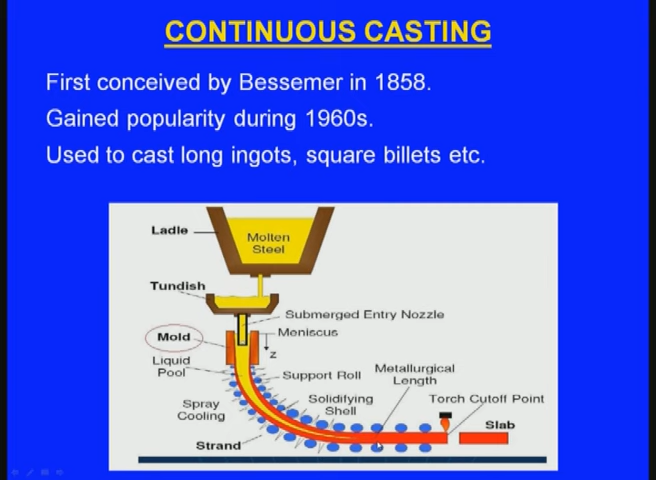 CONTINUOUS CASTING
First conceived by Bessemer in 1858.
Gained popularity during 1960s.
Used to cast long ingots, square billets etc.
Ladle
Molten
Steel
Tundish
Submerged Entry Nozzle
Meniscus
Mold
z
Liquid
Pool
Support Roll
Metallurgical
Length
Spray
Cooling
Solidifying
Shell
Torch Cutoff Point
Slab
Strand